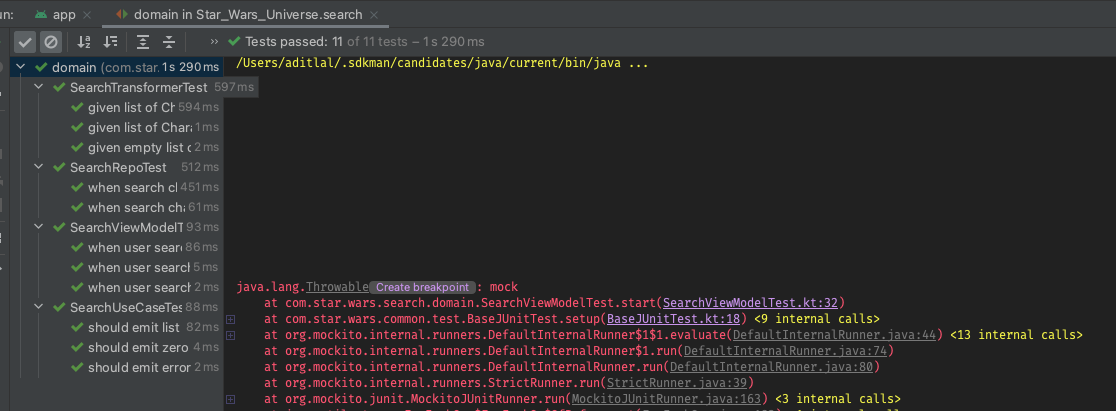 un:
app ×
domain in Star_Wars_Universe.search ×
» Tests passed: 11 of 11 tests – 1 s 290 ms
domain (com.star. 1 s 290 ms
SearchTransformerTest 597 ms
given list of Ch 594 ms
given list of Chara 1 ms
given empty list c 2 ms
SearchRepoTest 512 ms
when search cl 451 ms
when search cha 61 ms
SearchViewModelT 93 ms
when user sear 86 ms
when user search 5 ms
when user search 2 ms
SearchUseCaseTes 88 ms
should emit list 82 ms
should emit zero 4 ms
should emit error 2 ms
/Users/aditlal/.sdkman/candidates/java/current/bin/java ...
java.lang.Throwable Create breakpoint : mock
at com.star.wars.search.domain.SearchViewModelTest.start(SearchViewModelTest.kt:32)
at com.star.wars.common.test.BaseJUnitTest.setup(BaseJUnitTest.kt:18) <9 internal calls>
at org.mockito.internal.runners.DefaultInternalRunner$1$1.evaluate(DefaultInternalRunner.java:44) <13 internal calls>
at org.mockito.internal.runners.DefaultInternalRunner$1.run(DefaultInternalRunner.java:74)
at org.mockito.internal.runners.DefaultInternalRunner.run(DefaultInternalRunner.java:80)
at org.mockito.internal.runners.StrictRunner.run(StrictRunner.java:39)
at org.mockito.junit.MockitoJUnitRunner.run(MockitoJUnitRunner.java:163) <3 internal calls>